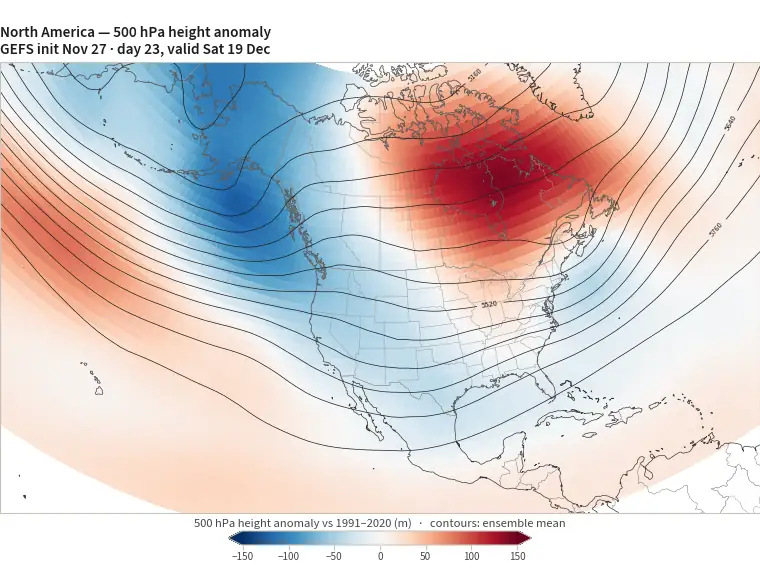 North America — 500 hPa height anomaly
GEFS init Nov 27 · day 23, valid Sat 19 Dec
5160
5640
5760
5520
500 hPa height anomaly vs 1991–2020 (m) · contours: ensemble mean
−150 −100 −50 0 50 100 150